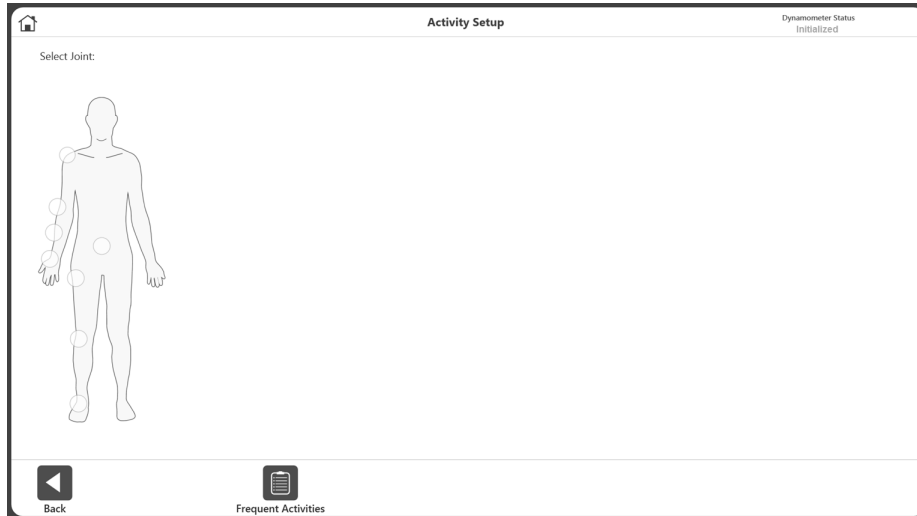 Activity Setup
Dynamometer Status
Initialized
Select Joint:
Back
Frequent Activities